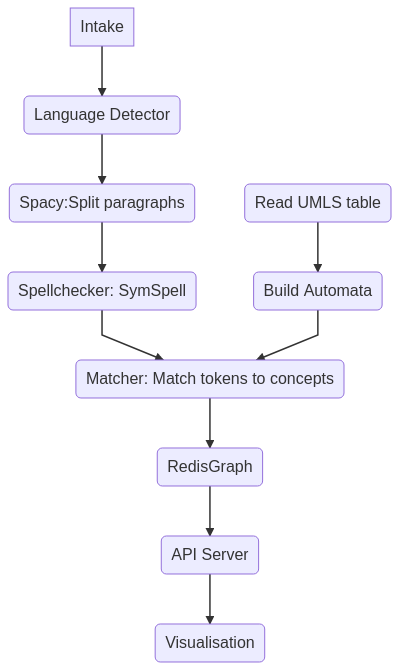 Intake
Language Detector
Spacy:Split paragraphs
Read UMLS table
Spellchecker: SymSpell
Build Automata
Matcher: Match tokens to concepts
RedisGraph
API Server
Visualisation